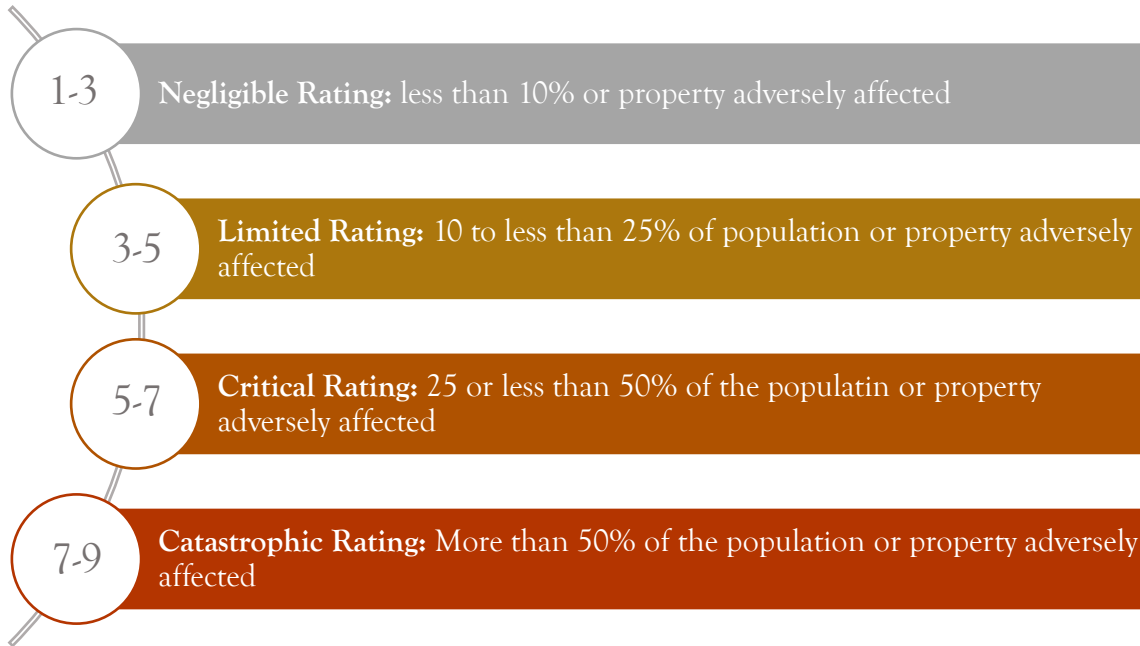 1-3
Negligible Rating: less than 10% or property adversely affected
3-5
Limited Rating: 10 to less than 25% of population or property adversely
affected
5-7
Critical Rating: 25 or less than 50% of the populatin or property
adversely affected
7-9
Catastrophic Rating: More than 50% of the population or property adversely
affected